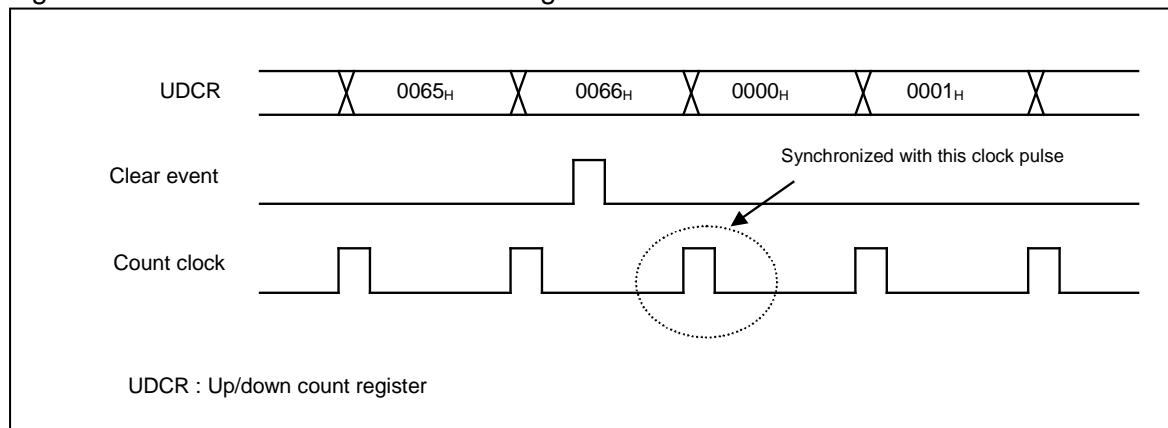 UDCR 0065H 0066H 0000H 0001H
Synchronized with this clock pulse
Clear event
Count clock
UDCR : Up/down count register